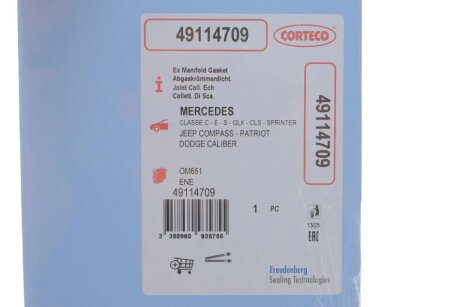 49114709
CORTECO
Ex Manifold Gasket
Abgaskrümmerdicht.
Joint Coll. Ech
Collett. Di Sca.
MERCEDES
CLASSE C - E - S - GLK - CLS - SPRINTER
JEEP COMPASS - PATRIOT
DODGE CALIBER
49114709
OM651
ENE
49114709
1 PC
13/25
EAC
3 358960 935755
Freudenberg
Sealing Technologies